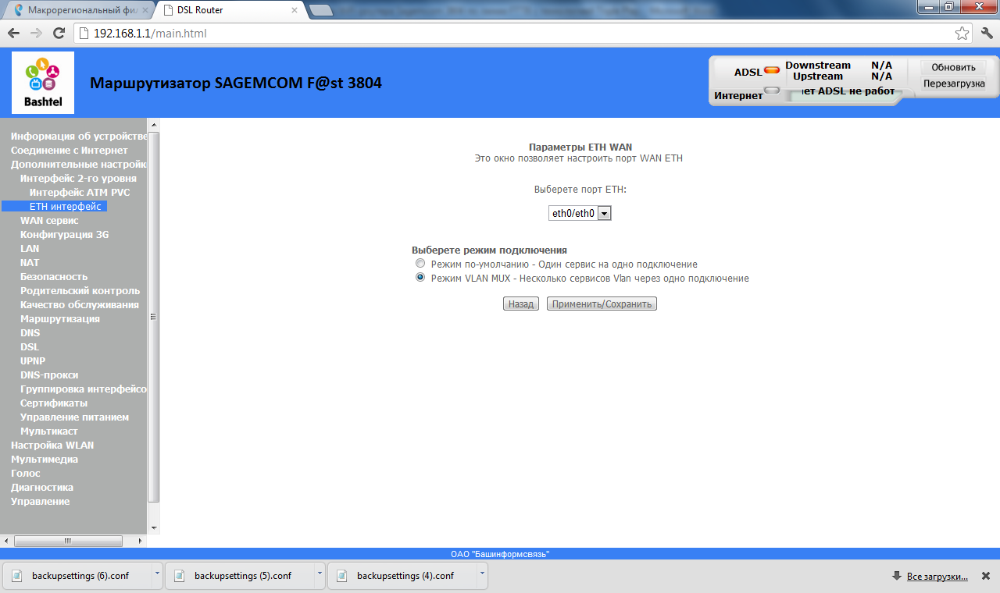 Макрорегиональный фил
DSL Router
192.168.1.1/main.html
Bashtel
Маршрутизатор SAGEMCOM F@st 3804
ADSL
Downstream N/A
Upstream N/A
Интернет
ет ADSL не работ
Обновить
Перезагрузка
Информация об устройстве
Соединение с Интернет
Дополнительные настройк
Интерфейс 2-го уровня
Интерфейс ATM PVC
ETH интерфейс
WAN сервис
Конфигурация 3G
LAN
NAT
Безопасность
Родительский контроль
Качество обслуживания
Маршрутизация
DNS
DSL
UPNP
DNS-прокси
Группировка интерфейсо
Сертификаты
Управление питанием
Мультикаст
Настройка WLAN
Мультимедиа
Голос
Диагностика
Управление
Параметры ETH WAN
Это окно позволяет настроить порт WAN ETH
Выберете порт ETH:
eth0/eth0
Выберете режим подключения
Режим по-умолчанию - Один сервис на одно подключение
Режим VLAN MUX - Несколько сервисов Vlan через одно подключение
Назад
Применить/Сохранить
ОАО "Башинформсвязь"
backupsettings (6).conf
backupsettings (5).conf
backupsettings (4).conf
Все загрузки...